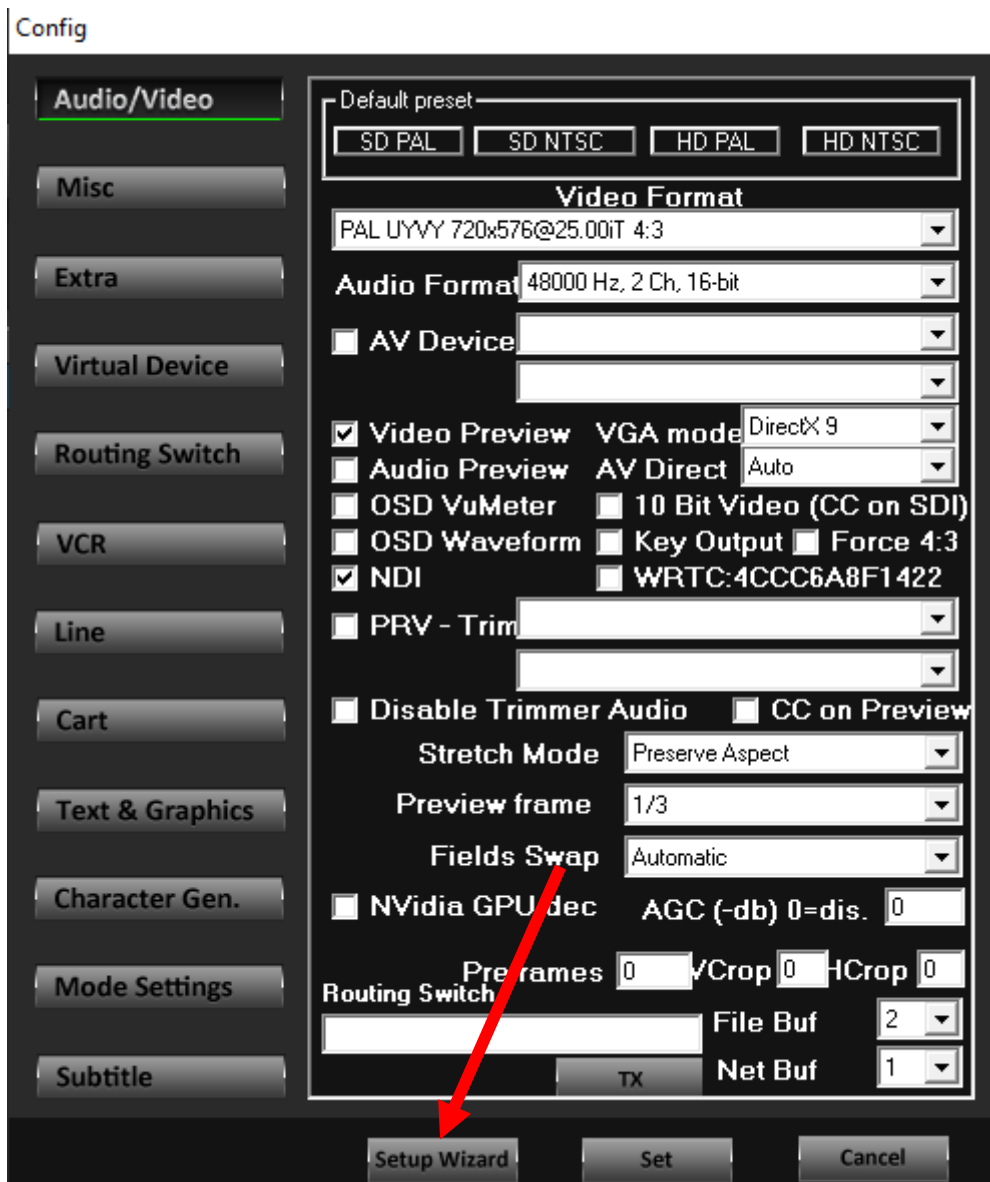 Config
Audio/Video
Misc
Extra
Virtual Device
Routing Switch
VCR
Line
Cart
Text & Graphics
Character Gen.
Mode Settings
Subtitle
Default preset
SD PAL SD NTSC HD PAL HD NTSC
Video Format
PAL UYVY 720x576@25.00iT 4:3
Audio Format 48000 Hz, 2 Ch, 16-bit
AV Device
Video Preview VGA mode DirectX 9
Audio Preview AV Direct Auto
OSD VuMeter 10 Bit Video (CC on SDI)
OSD Waveform Key Output Force 4:3
NDI WRTC:4CCC6A8F1422
PRV - Trim
Disable Trimmer Audio CC on Preview
Stretch Mode Preserve Aspect
Preview frame 1/3
Fields Swap Automatic
NVidia GPU dec AGC (-db) 0=dis. 0
Preframes 0 VCrop 0 HCrop 0
Routing Switch
File Buf 2
TX Net Buf 1
Setup Wizard Set Cancel